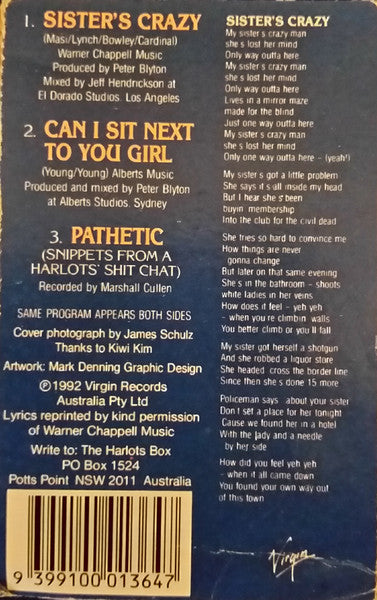 1. SISTER'S CRAZY
(Masi/Lynch/Bowley/Cardinal)
Warner Chappell Music
Produced by Peter Blyton
Mixed by Jeff Hendrickson at
El Dorado Studios. Los Angeles
2. CAN I SIT NEXT
TO YOU GIRL
(Young/Young) Alberts Music
Produced and mixed by Peter Blyton
at Alberts Studios. Sydney
3. PATHETIC
(SNIPPETS FROM A
HARLOTS' SHIT CHAT)
Recorded by Marshall Cullen
SAME PROGRAM APPEARS BOTH SIDES
Cover photograph by James Schulz
Thanks to Kiwi Kim
Artwork: Mark Denning Graphic Design
Ⓟ1992 Virgin Records
Australia Pty Ltd
Lyrics reprinted by kind permission
of Warner Chappell Music
Write to: The Harlots Box
PO Box 1524
Potts Point NSW 2011 Australia
9 399100 013647
SISTER'S CRAZY
My sister's crazy man
she's lost her mind
Only way outta here
My sister's crazy man
she's lost her mind
Only way outta here
Lives in a mirror maze
made for the blind
Just one way outta here
My sister's crazy man
she's lost her mind
Only one way outta here - (yeah!)
My sister's got a little problem
She says it's all inside my head
But I hear she's been
buyin' membership
Into the club for the civil dead
She tries so hard to convince me
How things are never
gonna change
But later on that same evening
She's in the bathroom - shoots
white ladies in her veins
How does it feel - yeh yeh
- when you're climbin' walls
You better climb or you'll fall
My sister got herself a shotgun
And she robbed a liquor store
She headed cross the border line
Since then she's done 15 more
Policeman says about your sister
Don't set a place for her tonight
'Cause we found her in a hotel
With the lady and a needle
by her side
How did you feel yeh yeh
- when it all came down
You found your own way out
of this town
Virgin